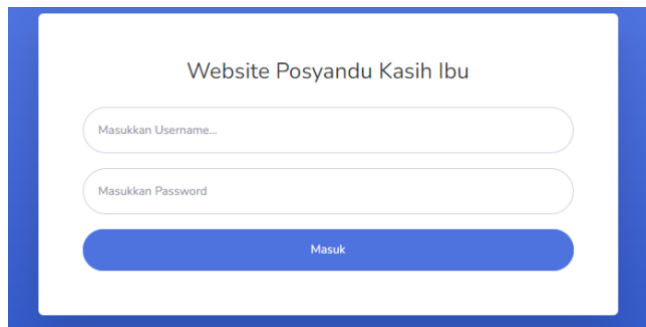 Website Posyandu Kasih Ibu
Masukkan Username...
Masukkan Password
Masuk